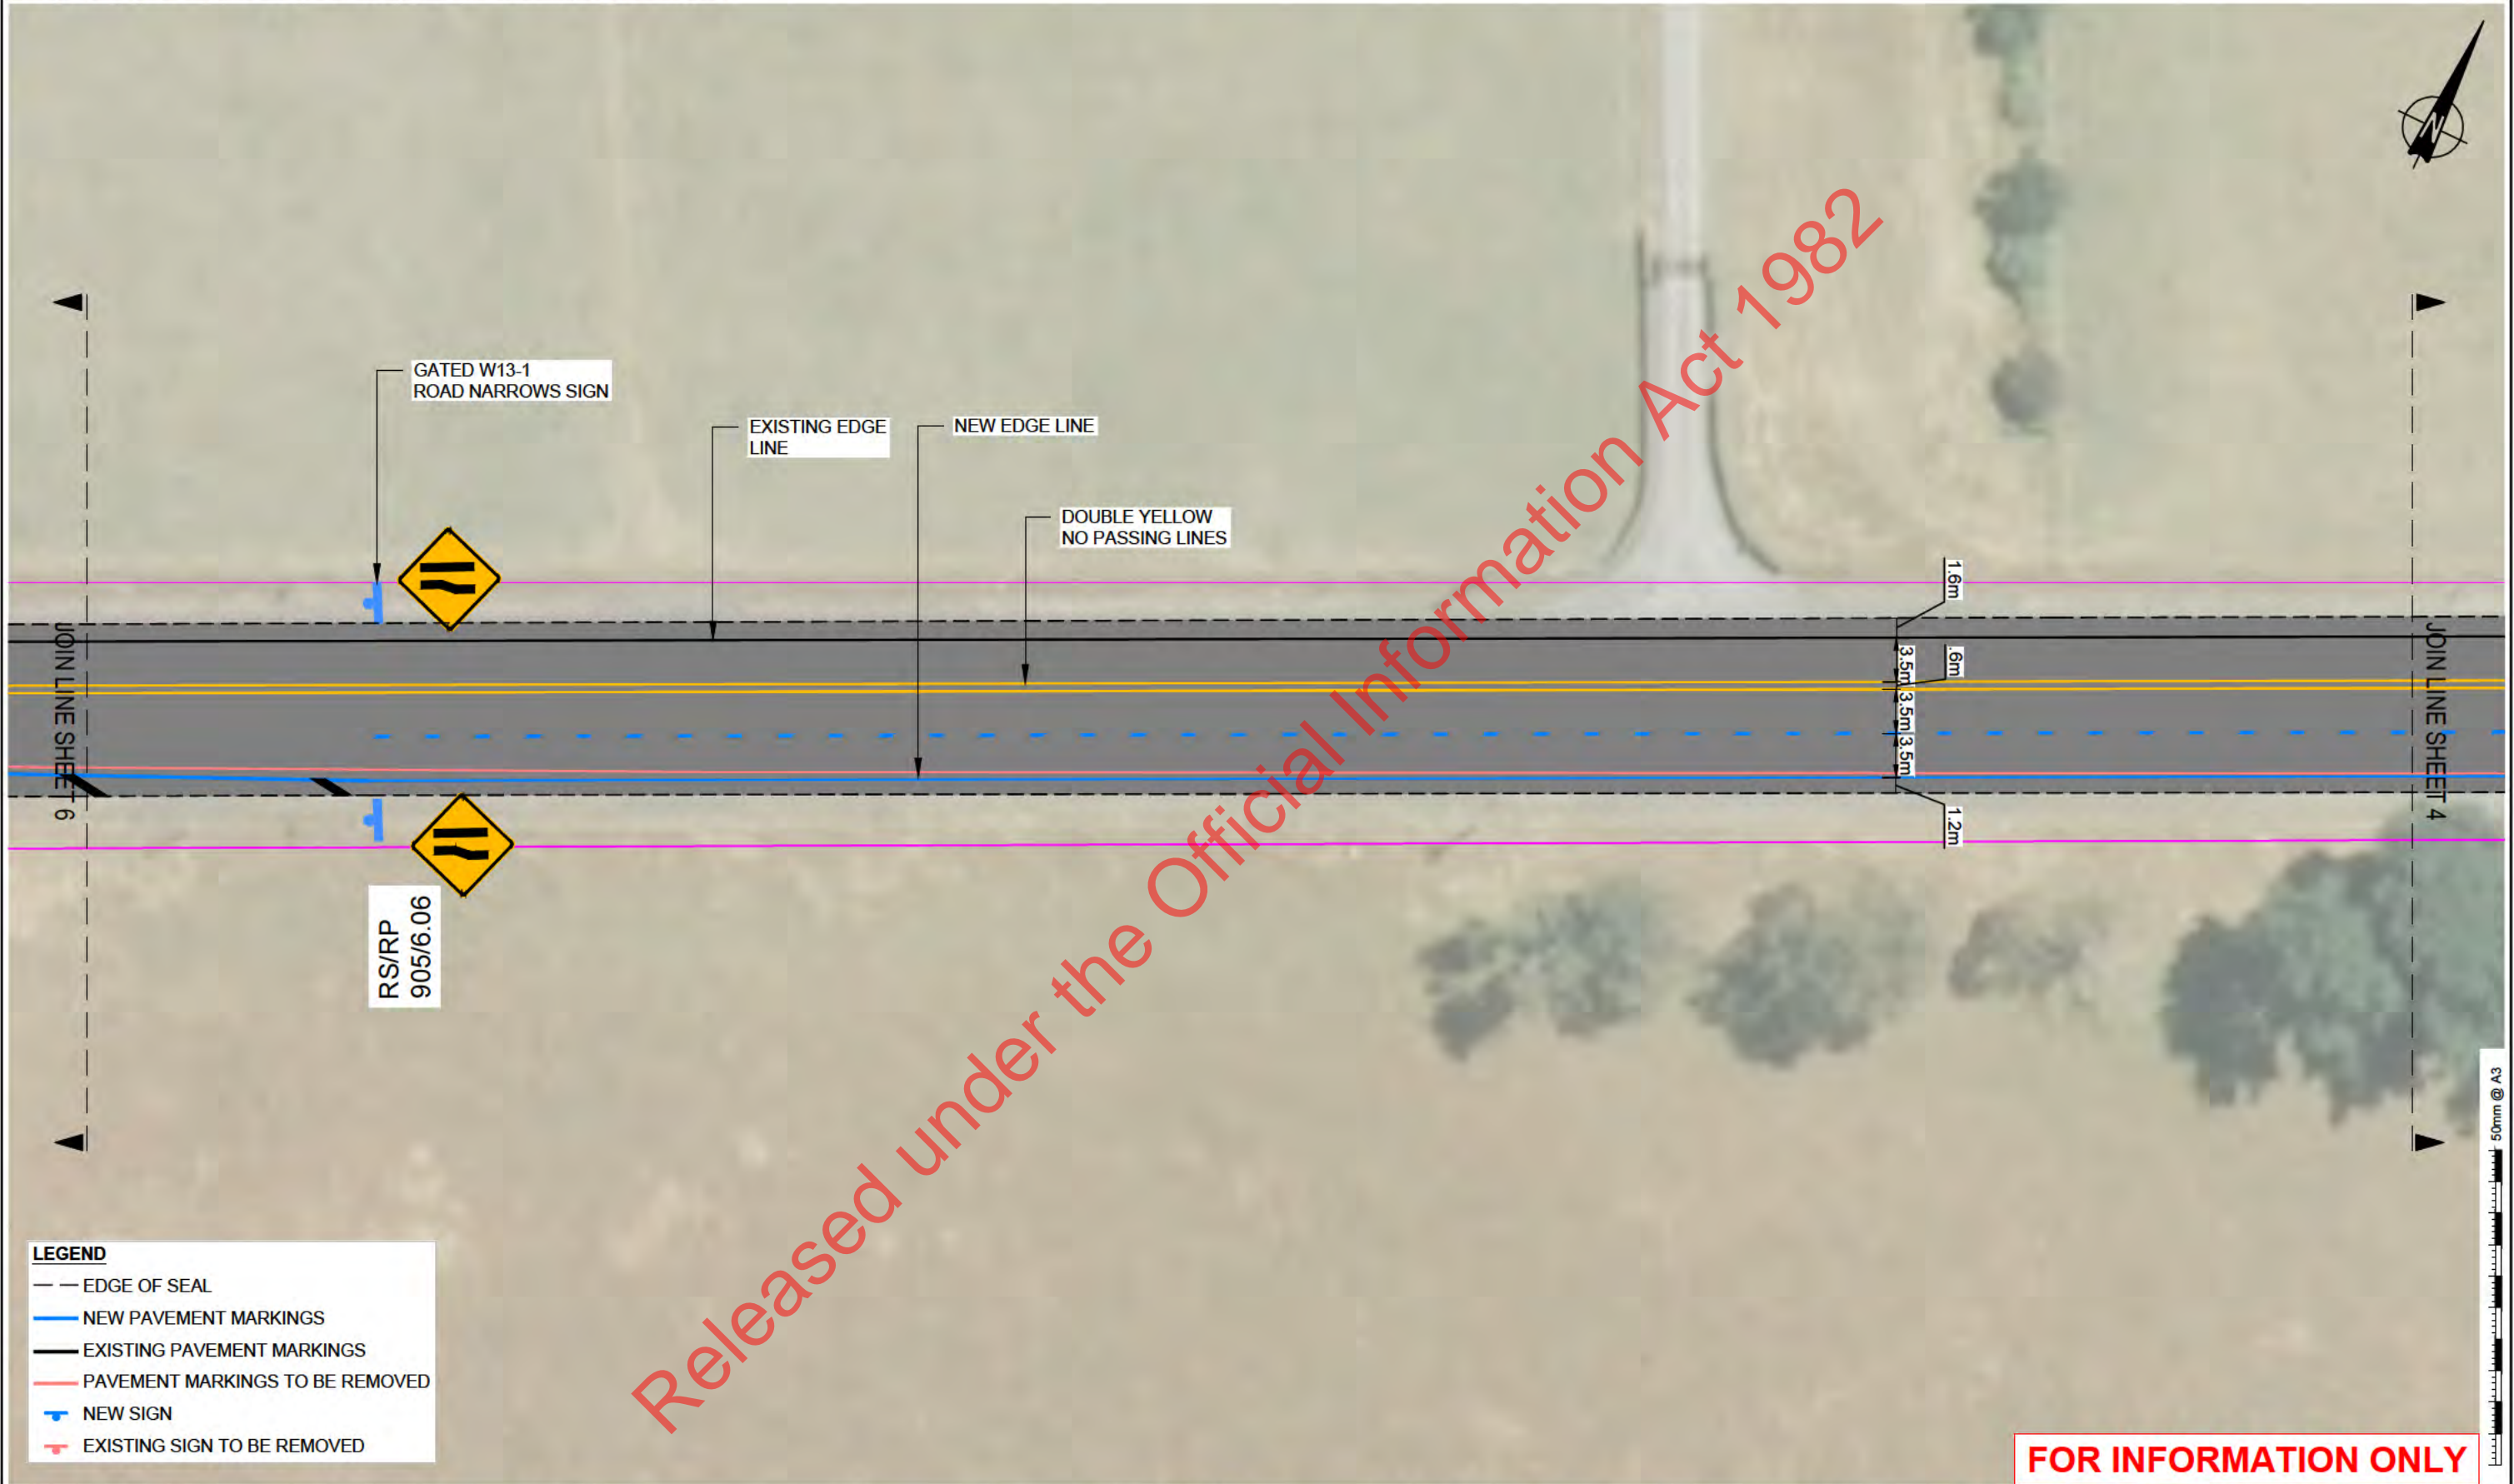 GATED W13-1
ROAD NARROWS SIGN
EXISTING EDGE
LINE
NEW EDGE LINE
DOUBLE YELLOW
NO PASSING LINES
1.6m
3.5m
.6m
3.5m
3.5m
1.2m
JOIN LINE SHEET 6
JOIN LINE SHEET 4
RS/RP
905/6.06
N
Released under the Official Information Act 1982
50mm @ A3
LEGEND
EDGE OF SEAL
NEW PAVEMENT MARKINGS
EXISTING PAVEMENT MARKINGS
PAVEMENT MARKINGS TO BE REMOVED
NEW SIGN
EXISTING SIGN TO BE REMOVED
FOR INFORMATION ONLY